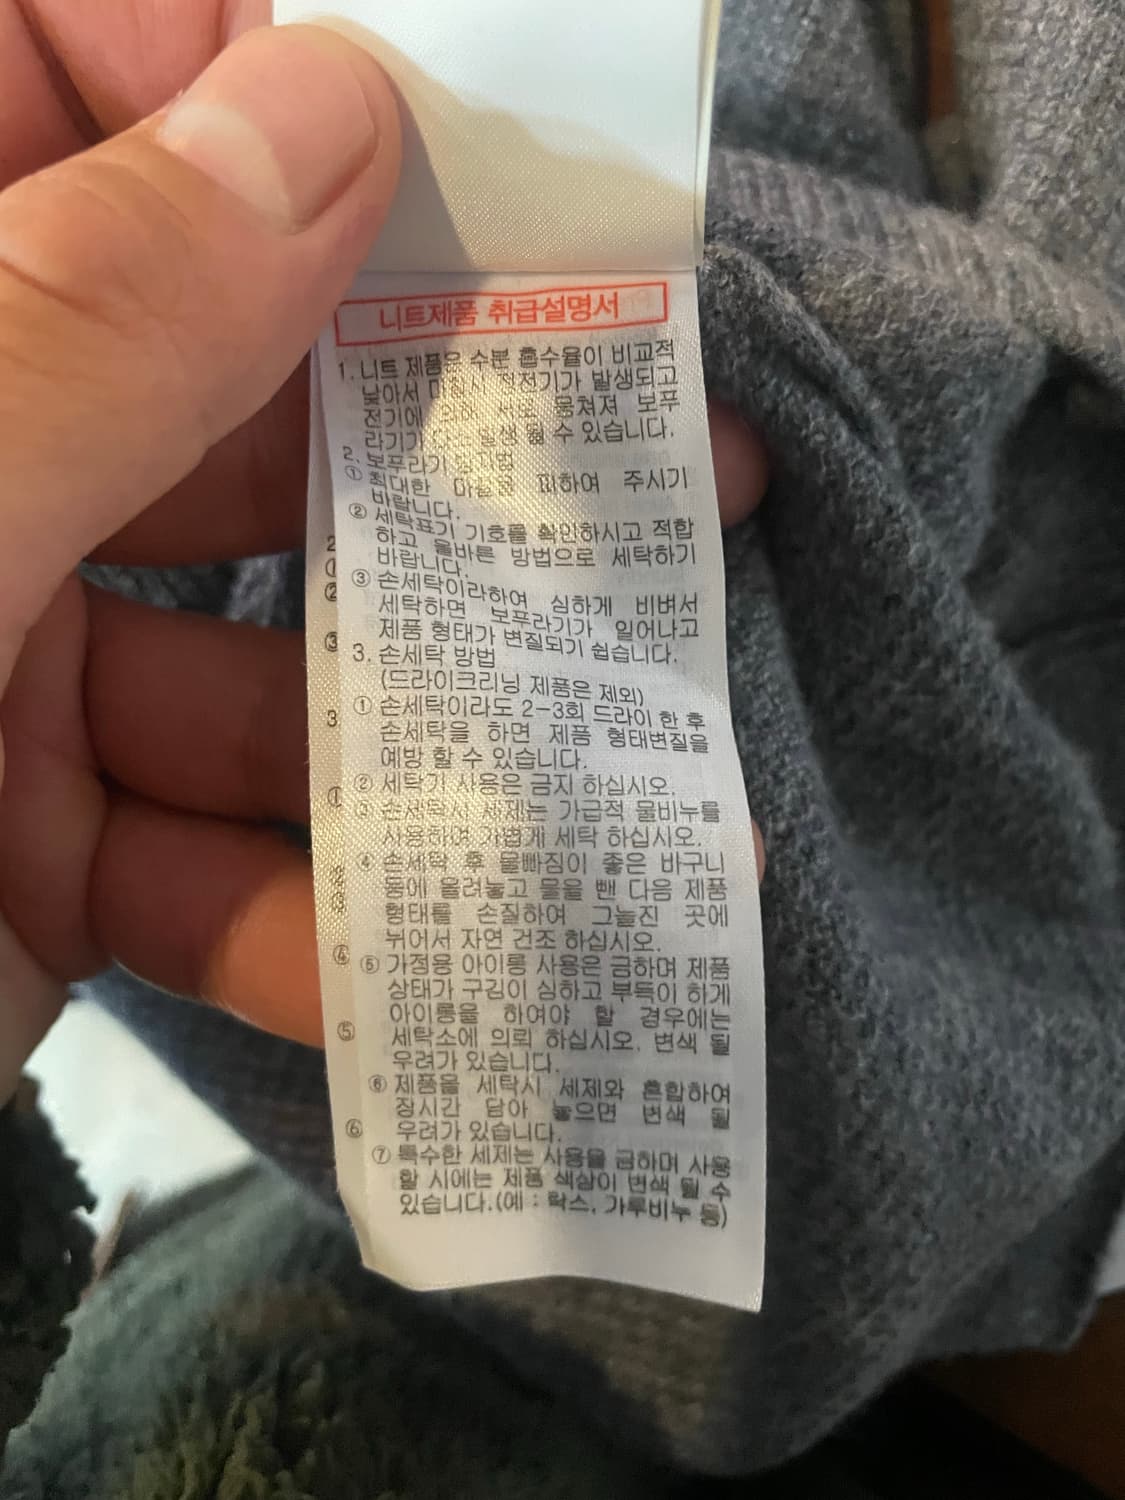 니트제품 취급설명서
1. 니트 제품은 수분 흡수율이 비교적
낮아서 마찰시 정전기가 발생되고
전기에 의해 서로 뭉쳐져 보푸
라기가 다소 발생 될 수 있습니다.
2. 보푸라기 방지법
① 최대한 마찰을 피하여 주시기
바랍니다.
② 세탁표기 기호를 확인하시고 적합
하고 올바른 방법으로 세탁하기
바랍니다.
③ 손세탁이라하여 심하게 비벼서
세탁하면 보푸라기가 일어나고
제품 형태가 변질되기 쉽습니다.
3. 손세탁 방법
(드라이크리닝 제품은 제외)
① 손세탁이라도 2-3회 드라이 한 후
손세탁을 하면 제품 형태변질을
예방 할 수 있습니다.
② 세탁기 사용은 금지 하십시오.
③ 손세탁시 세제는 가급적 물비누를
사용하며 가볍게 세탁 하십시오.
④ 손세탁 후 물빠짐이 좋은 바구니
등에 올려놓고 물을 뺀 다음 제품
형태를 손질하여 그늘진 곳에
뉘어서 자연 건조 하십시오.
⑤ 가정용 아이롱 사용은 금하며 제품
상태가 구김이 심하고 부득이 하게
아이롱을 하여야 할 경우에는
세탁소에 의뢰 하십시오. 변색 될
우려가 있습니다.
⑥ 제품을 세탁시 세제와 혼합하여
장시간 담아 놓으면 변색 될
우려가 있습니다.
⑦ 특수한 세제는 사용을 금하며 사용
할 시에는 제품 색상이 변색 될 수
있습니다.(예 : 락스, 가루비누 등)
2
①
②
③
3.
①
④
⑤
⑥